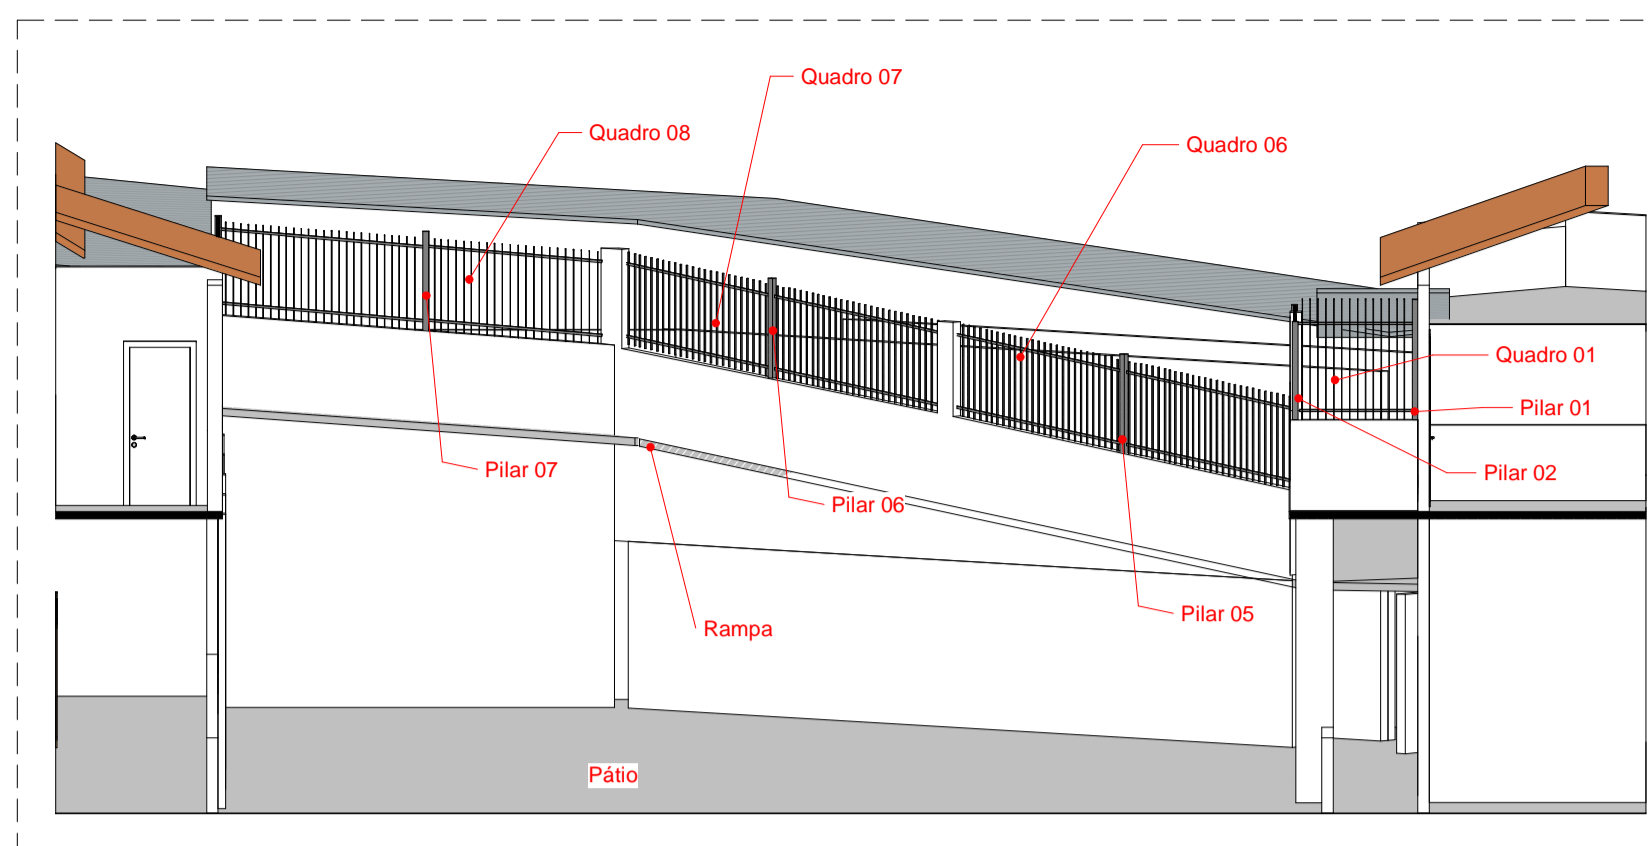 Quadro 07
Quadro 08
Quadro 06
Quadro 01
Pilar 01
Pilar 07
Pilar 02
Pilar 06
Pilar 05
Rampa
Pátio